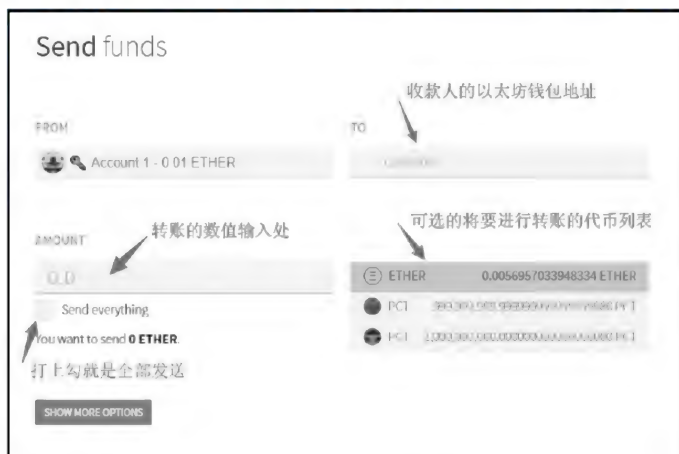 Send funds
收款人的以太坊钱包地址
FROM
TO
Account 1 - 0.01 ETHER
转账的数值输入处
可选的将要进行转账的代币列表
AMOUNT
0.0
ETHER 0.0056957033948334 ETHER
Send everything
PCT
You want to send 0 ETHER.
PCT
打上勾就是全部发送
SHOW MORE OPTIONS